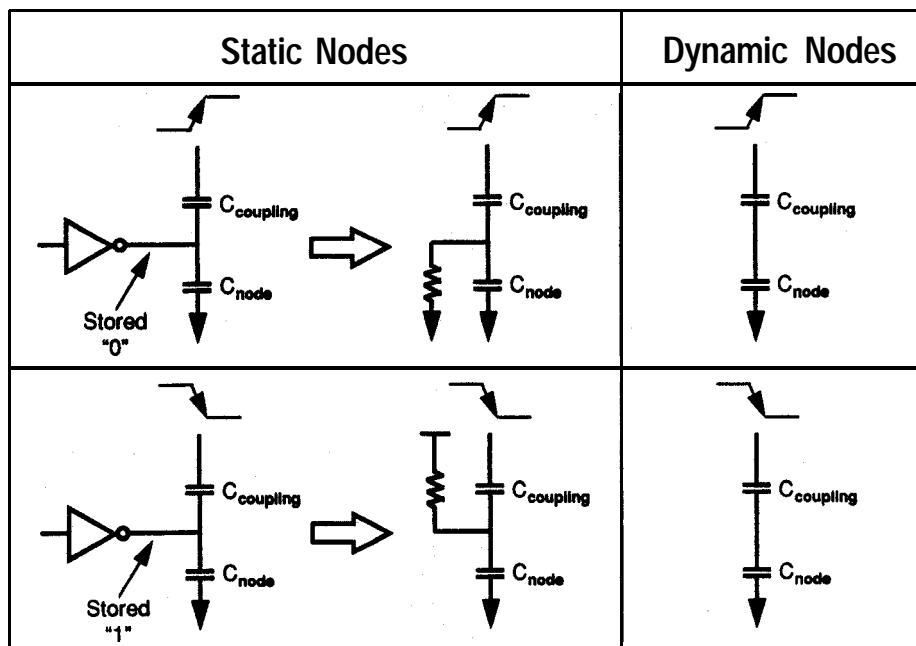 Static Nodes
Dynamic Nodes
C_coupling
C_node
Stored
"0"
C_coupling
C_node
C_coupling
C_node
C_coupling
C_node
Stored
"1"
C_coupling
C_node
C_coupling
C_node